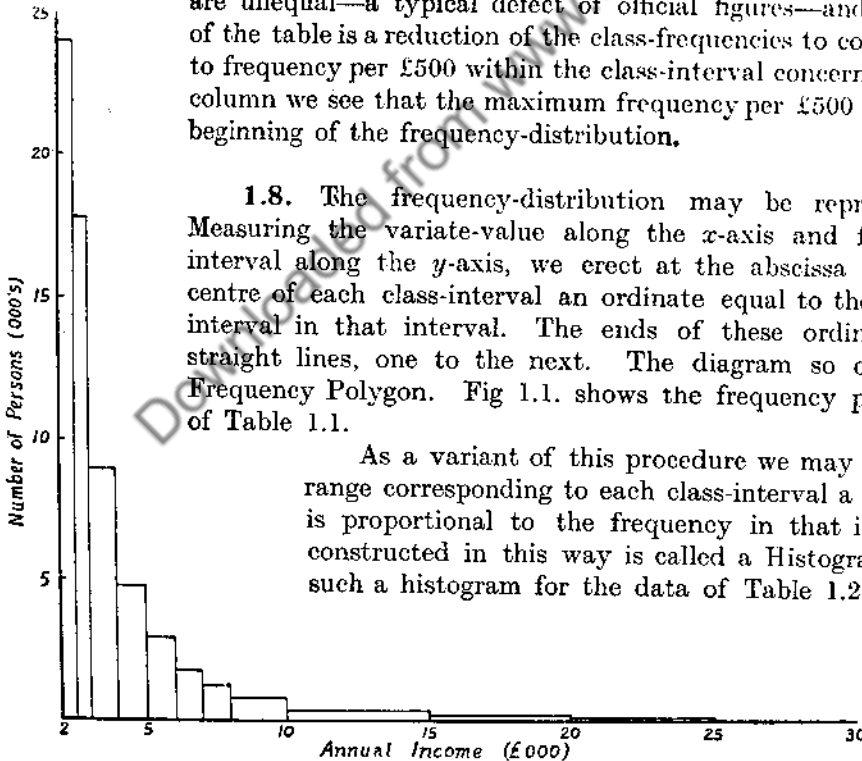 are unequal—a typical defect of official figures—and
of the table is a reduction of the class-frequencies to co
to frequency per £500 within the class-interval concern
column we see that the maximum frequency per £500
beginning of the frequency-distribution.
1.8. The frequency-distribution may be repr
Measuring the variate-value along the x-axis and f
interval along the y-axis, we erect at the abscissa
centre of each class-interval an ordinate equal to the
interval in that interval. The ends of these ordin
straight lines, one to the next. The diagram so c
Frequency Polygon. Fig 1.1. shows the frequency p
of Table 1.1.
As a variant of this procedure we may
range corresponding to each class-interval a
is proportional to the frequency in that i
constructed in this way is called a Histogra
such a histogram for the data of Table 1.2
Downloaded from www
25
20
15
10
5
Number of Persons (000's)
2 5 10 15 20 25 30
Annual Income (£000)